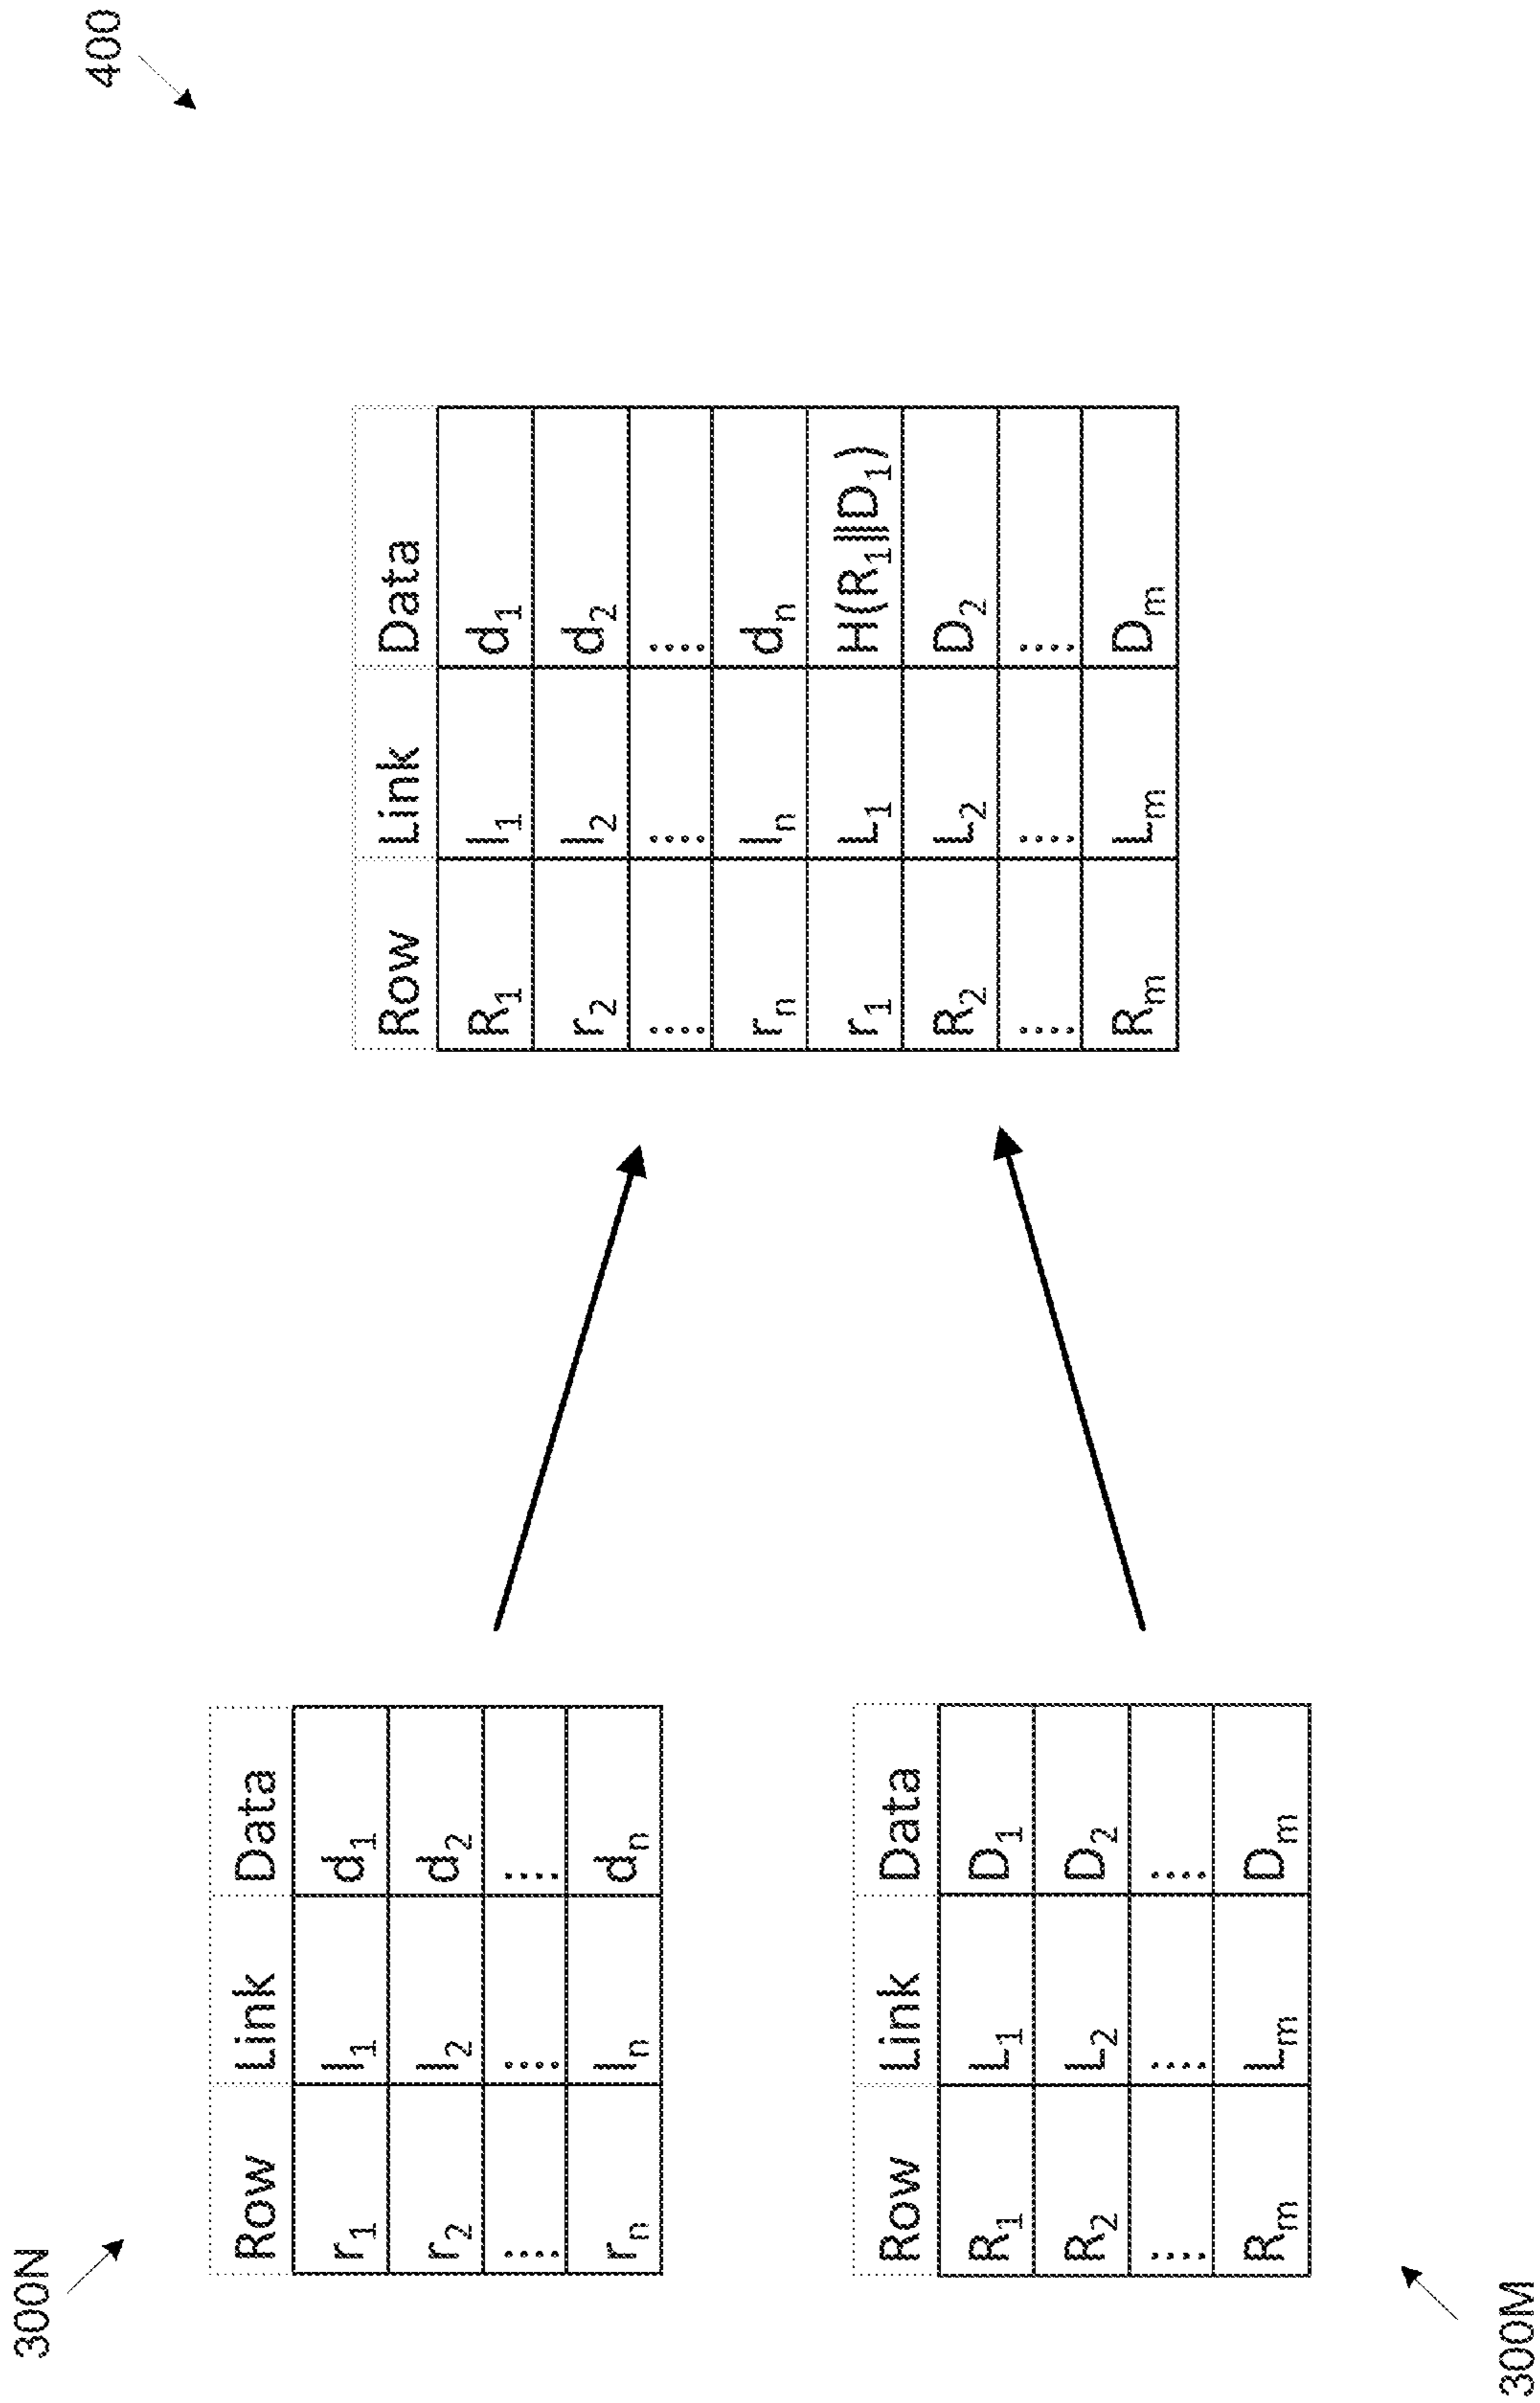 400
300N
Row Link Data
r₁ l₁ d₁
r₂ l₂ d₂
⋮ ⋮ ⋮
rₙ lₙ dₙ
300M
Row Link Data
R₁ L₁ D₁
R₂ L₂ D₂
⋮ ⋮ ⋮
Rₘ Lₘ Dₘ
Row Link Data
R₁ l₁ d₁
r₂ l₂ d₂
⋮ ⋮ ⋮
rₙ lₙ dₙ
r₁ L₁ H(R₁||D₁)
R₂ L₂ D₂
⋮ ⋮ ⋮
Rₘ Lₘ Dₘ